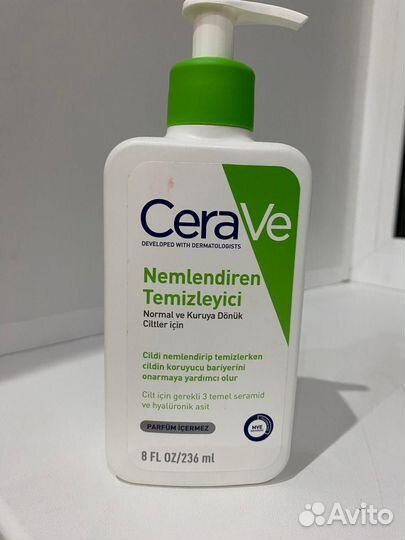 CeraVe
DEVELOPED WITH DERMATOLOGISTS
Nemlendiren
Temizleyici
Normal ve Kuruya Dönük
Ciltler için
Cildi nemlendirip temizlerken
cildin koruyucu bariyerini
onarmaya yardımcı olur
Cilt için gerekli 3 temel seramid
ve hyalüronik asit
PARFÜM İÇERMEZ
MVE
8 FL OZ/236 ml
Avito